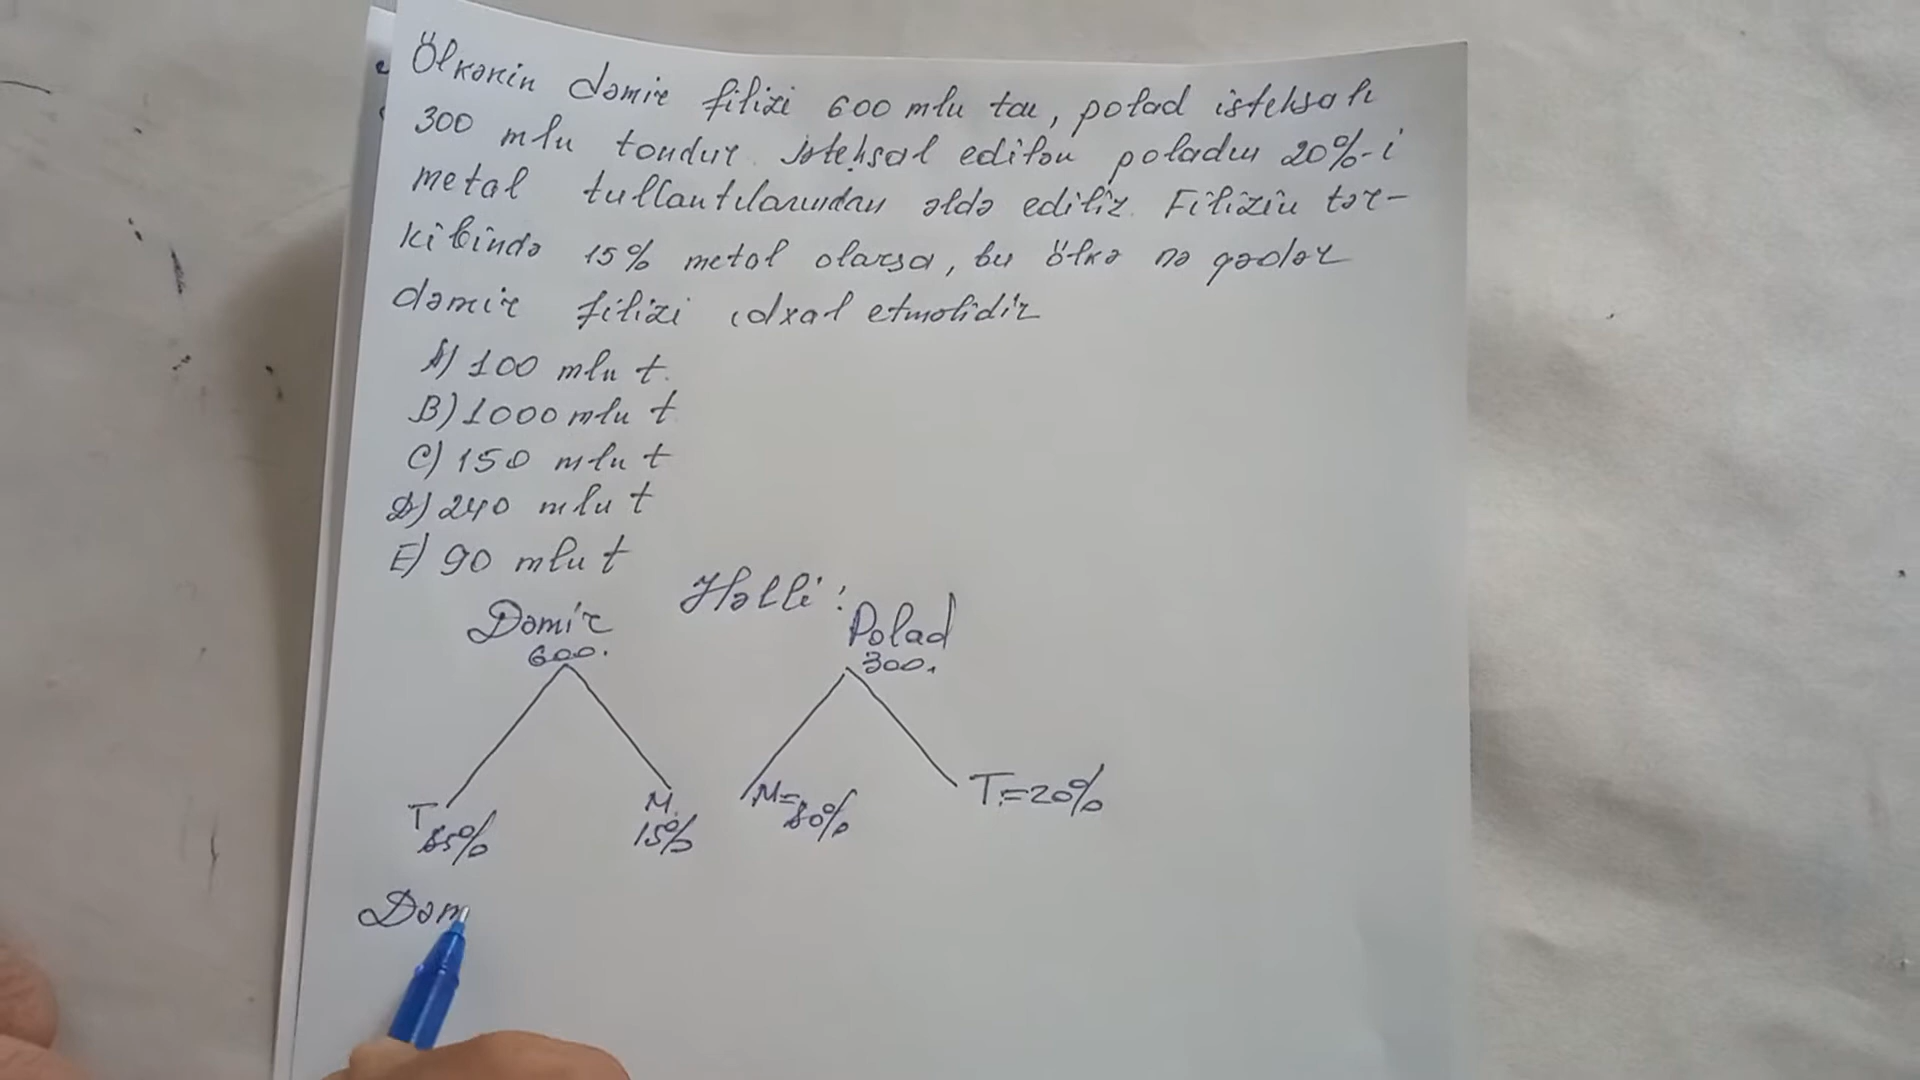 Ölkənin dəmir filizi 600 mln ton, polad istehsalı
300 mln tondur. İstehsal edilən poladın 20%-i
metal tullantılarından əldə edilir. Filizin tər-
kibində 15% metal olarsa, bu ölkə nə qədər
dəmir filizi idxal etməlidir
A) 100 mln t.
B) 1000 mln t
C) 150 mln t
D) 240 mln t
E) 90 mln t
Həlli:
Dəmir
600.
Polad
300.
T
85%
M.
15%
M=
80%
T.=20%
Dəm